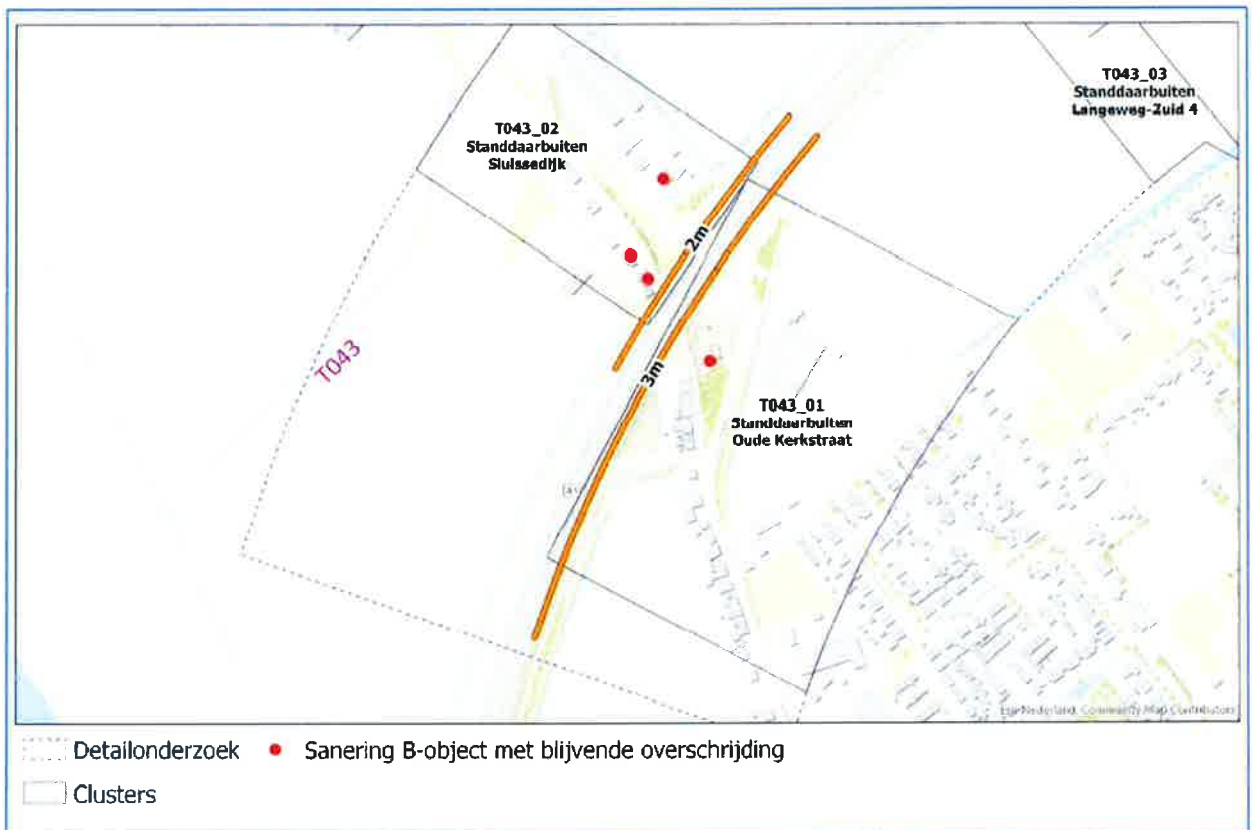 T043_03
Standdaarbuiten
Langeweg-Zuid 4
T043_02
Standdaarbuiten
Sluissedijk
2m
T043
3m
T043_01
Standdaarbuiten
Oude Kerkstraat
Esri Nederland, Community Map Contributors
Detailonderzoek
Sanering B-object met blijvende overschrijding
Clusters